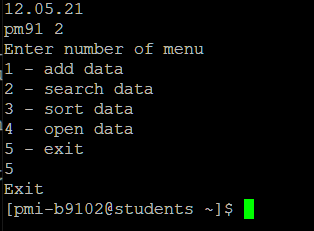 12.05.21
pm91 2
Enter number of menu
1 - add data
2 - search data
3 - sort data
4 - open data
5 - exit
5
Exit
[pmi-b9102@students ~]$